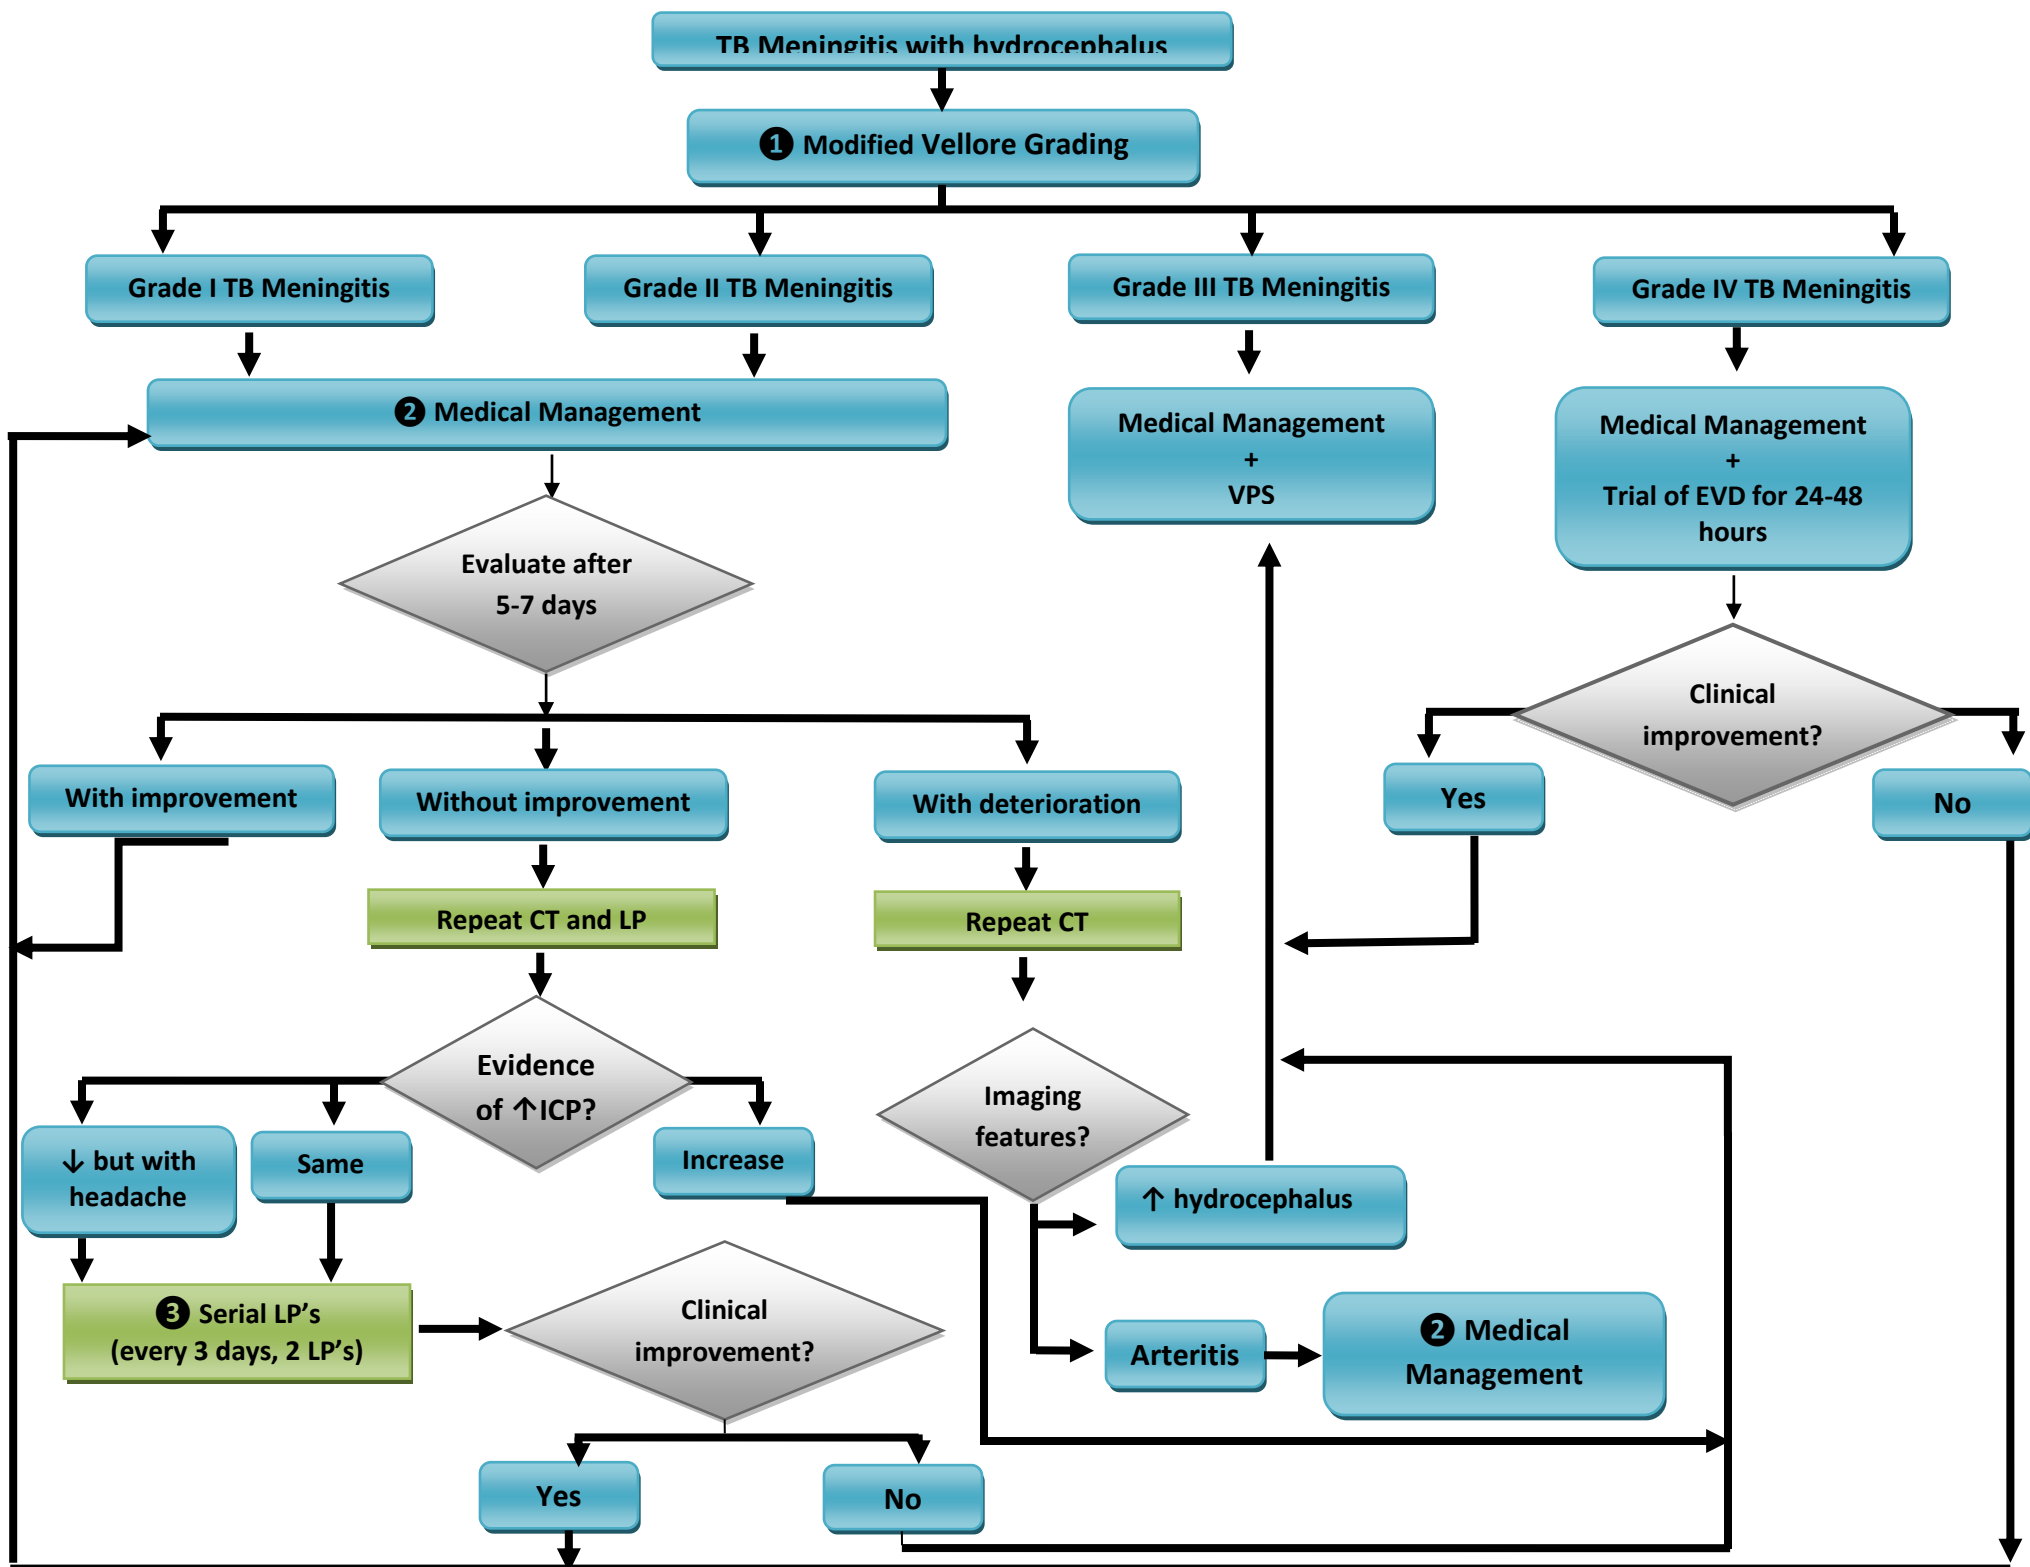 TB Meningitis with hydrocephalus
❶ Modified Vellore Grading
Grade I TB Meningitis
Grade II TB Meningitis
Grade III TB Meningitis
Grade IV TB Meningitis
❷ Medical Management
Medical Management
+
VPS
Medical Management
+
Trial of EVD for 24-48
hours
Evaluate after
5-7 days
Clinical
improvement?
With improvement
Without improvement
With deterioration
Yes
No
Repeat CT and LP
Repeat CT
Evidence
of ↑ICP?
Imaging
features?
↓ but with
headache
Same
Increase
↑ hydrocephalus
❸ Serial LP's
(every 3 days, 2 LP's)
Clinical
improvement?
Arteritis
❷ Medical
Management
Yes
No